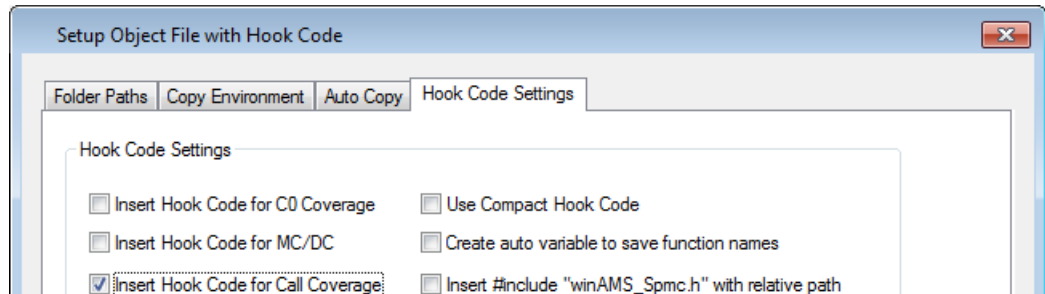 Setup Object File with Hook Code
Folder Paths Copy Environment Auto Copy Hook Code Settings
Hook Code Settings
Insert Hook Code for C0 Coverage Use Compact Hook Code
Insert Hook Code for MC/DC Create auto variable to save function names
Insert Hook Code for Call Coverage Insert #include "winAMS_Spmc.h" with relative path